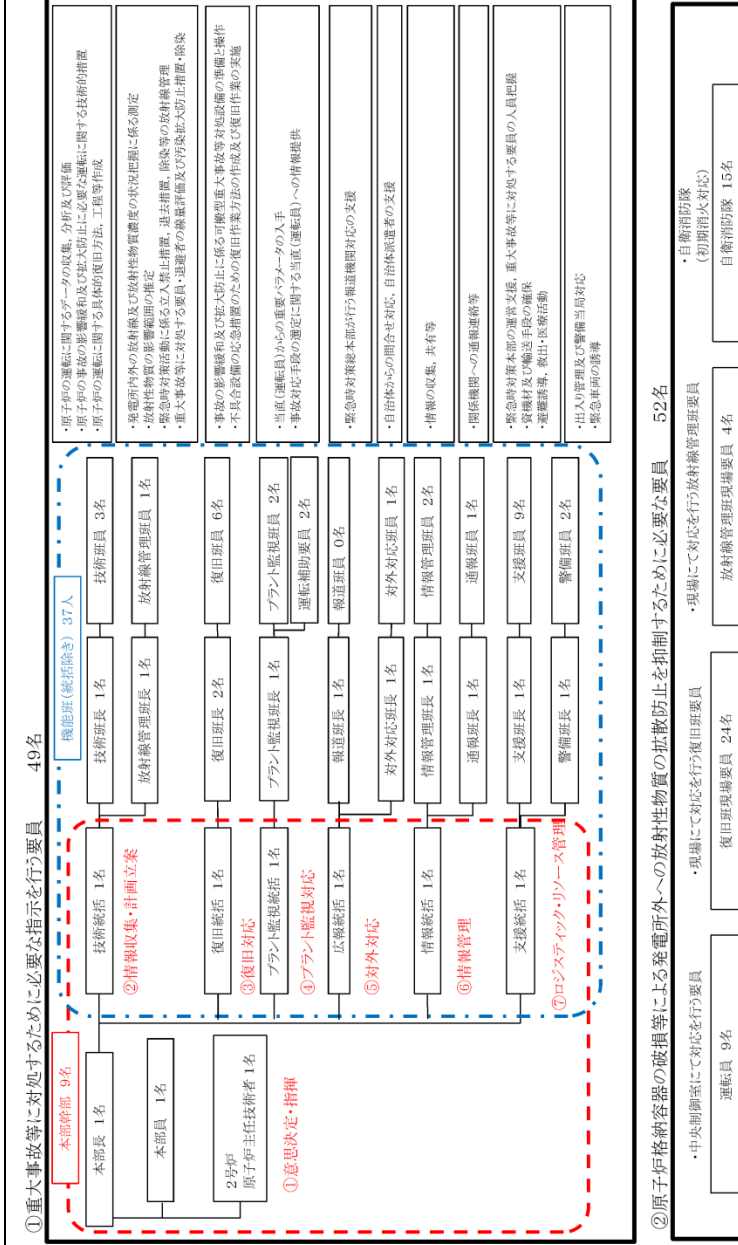 ①重大事故等に対処するために必要な指示を行う要員　49名
本部幹部 9名
機能班(統括除き) 37人
本部長 1名
本部員 1名
2号炉
原子炉主任技術者 1名
①意思決定・指揮
技術統括 1名
②情報収集・計画立案
技術班長 1名
技術班員 3名
・原子炉の運転に関するデータの収集, 分析及び評価
・原子炉の事故の影響緩和及び拡大防止に必要な運転に関する技術的措置
・原子炉の運転に関する具体的復旧方法, 工程等作成
放射線管理班長 1名
放射線管理班員 1名
・発電所内外の放射線及び放射性物質濃度の状況把握に係る測定
・放射性物質の影響範囲の推定
・緊急時対策活動に係る立入禁止措置, 退去措置, 除染等の放射線管理
・重大事故等に対処する要員・退避者の線量評価及び汚染拡大防止措置・除染
復旧統括 1名
③復旧対応
復旧班長 2名
復旧班員 6名
・事故の影響緩和及び拡大防止に係る可搬型重大事故等対処設備の準備と操作
・不具合設備の応急措置のための復旧作業方法の作成及び復旧作業の実施
プラント監視統括 1名
④プラント監視対応
プラント監視班長 1名
プラント監視班員 2名
運転補助要員 2名
・当直(運転員)からの重要パラメータの入手
・事故対応手段の選定に関する当直(運転員)への情報提供
広報統括 1名
⑤対外対応
報道班長 1名
報道班員 0名
・緊急時対策総本部が行う報道機関対応の支援
対外対応班長 1名
対外対応班員 1名
・自治体からの問合せ対応, 自治体派遣者の支援
情報統括 1名
⑥情報管理
情報管理班長 1名
情報管理班員 2名
・情報の収集, 共有等
通報班長 1名
通報班員 1名
・関係機関への通報連絡等
支援統括 1名
⑦ロジスティック・リソース管理
支援班長 1名
支援班員 9名
・緊急時対策本部の運営支援, 重大事故等に対処する要員の人員把握
・資機材及び輸送手段の確保
・避難誘導, 救出・医療活動
警備班長 1名
警備班員 2名
・出入り管理及び警備当局対応
・緊急車両の誘導
②原子炉格納容器の破損等による発電所外への放射性物質の拡散防止を抑制するために必要な要員　52名
・中央制御室にて対応を行う要員
運転員 9名
・現場にて対応を行う復旧班要員
復旧班現場要員 24名
・現場にて対応を行う放射線管理班要員
放射線管理班現場要員 4名
・自衛消防隊
(初期消火対応)
自衛消防隊 15名